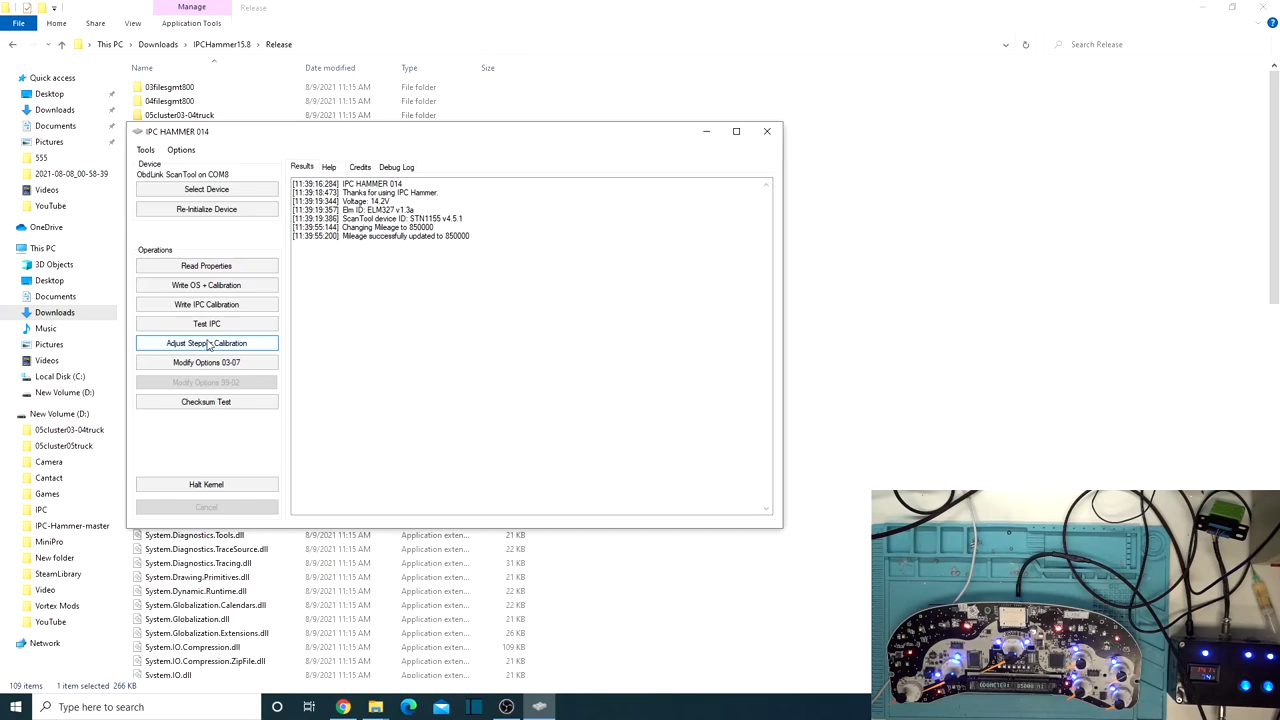 Manage
Release
File
Home
Share
View
Application Tools
This PC
Downloads
IPCHammer15.8
Release
Search Release
Name
Date modified
Type
Size
Quick access
Desktop
Downloads
Documents
Pictures
555
2021-08-08_00-58-39
Videos
YouTube
OneDrive
This PC
3D Objects
Desktop
Documents
Downloads
Music
Pictures
Videos
Local Disk (C:)
New Volume (D:)
New Volume (D:)
05cluster03-04truck
05cluster05truck
Camera
Cantact
Games
IPC
IPC-Hammer-master
MiniPro
New folder
SteamLibrary
Video
Vortex Mods
YouTube
Network
03filesgmt800 8/9/2021 11:15 AM File folder
04filesgmt800 8/9/2021 11:15 AM File folder
05cluster03-04truck 8/9/2021 11:15 AM File folder
IPC HAMMER 014
Tools
Options
Device
ObdLink ScanTool on COM8
Select Device
Re-Initialize Device
Operations
Read Properties
Write OS + Calibration
Write IPC Calibration
Test IPC
Adjust Stepper Calibration
Modify Options 03-07
Modify Options 99-02
Checksum Test
Halt Kernel
Cancel
Results
Help
Credits
Debug Log
[11:39:16:284] IPC HAMMER 014
[11:39:18:473] Thanks for using IPC Hammer.
[11:39:19:344] Voltage: 14.2V
[11:39:19:357] Elm ID: ELM327 v1.3a
[11:39:19:386] ScanTool device ID: STN1155 v4.5.1
[11:39:55:144] Changing Mileage to 850000
[11:39:55:200] Mileage successfully updated to 850000
System.Diagnostics.Tools.dll 8/9/2021 11:15 AM Application exten... 21 KB
System.Diagnostics.TraceSource.dll 8/9/2021 11:15 AM Application exten... 22 KB
System.Diagnostics.Tracing.dll 8/9/2021 11:15 AM Application exten... 21 KB
System.Drawing.Primitives.dll 8/9/2021 11:15 AM Application exten... 21 KB
System.Dynamic.Runtime.dll 8/9/2021 11:15 AM Application exten... 22 KB
System.Globalization.Calendars.dll 8/9/2021 11:15 AM Application exten... 21 KB
System.Globalization.dll 8/9/2021 11:15 AM Application exten... 21 KB
System.Globalization.Extensions.dll 8/9/2021 11:15 AM Application exten... 26 KB
System.IO.Compression.dll 8/9/2021 11:15 AM Application exten... 109 KB
System.IO.Compression.ZipFile.dll 8/9/2021 11:15 AM Application exten... 21 KB
System.IO.dll 8/9/2021 11:15 AM Application exten... 21 KB
109 items 1 item selected 266 KB
Type here to search
ODOMETER: 85000 MI